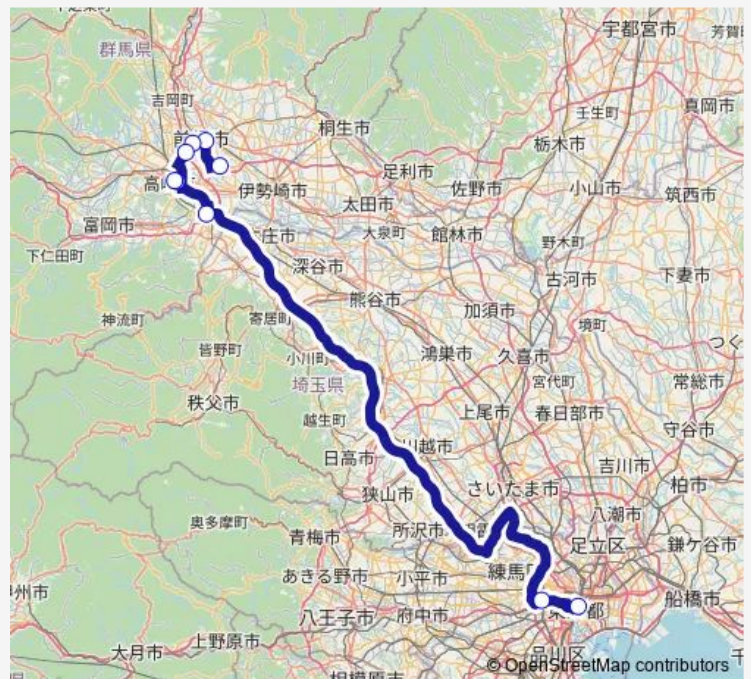 宇都宮市
芳賀
群馬県
吉岡町
壬生町
真岡市
桐生市
栃木市
足利市
佐野市
小山市
筑西市
伊勢崎市
太田市
富岡市
大泉町
館林市
野木町
下仁田町
深谷市
古河市
下妻市
熊谷市
加須市
神流町
寄居町
境町
つく
皆野町
小川町
鴻巣市
久喜市
埼玉県
宮代町
常総市
秩父市
上尾市
春日部市
越生町
守谷市
日高市
川越市
吉川市
狭山市
さいたま市
柏市
奥多摩町
所沢市
八潮市
青梅市
足立区
鎌ケ谷市
あきる野市
小平市
練馬
州市
八王子市
府中市
船橋市
上野原市
大月市
品川区
© OpenStreetMap contributors